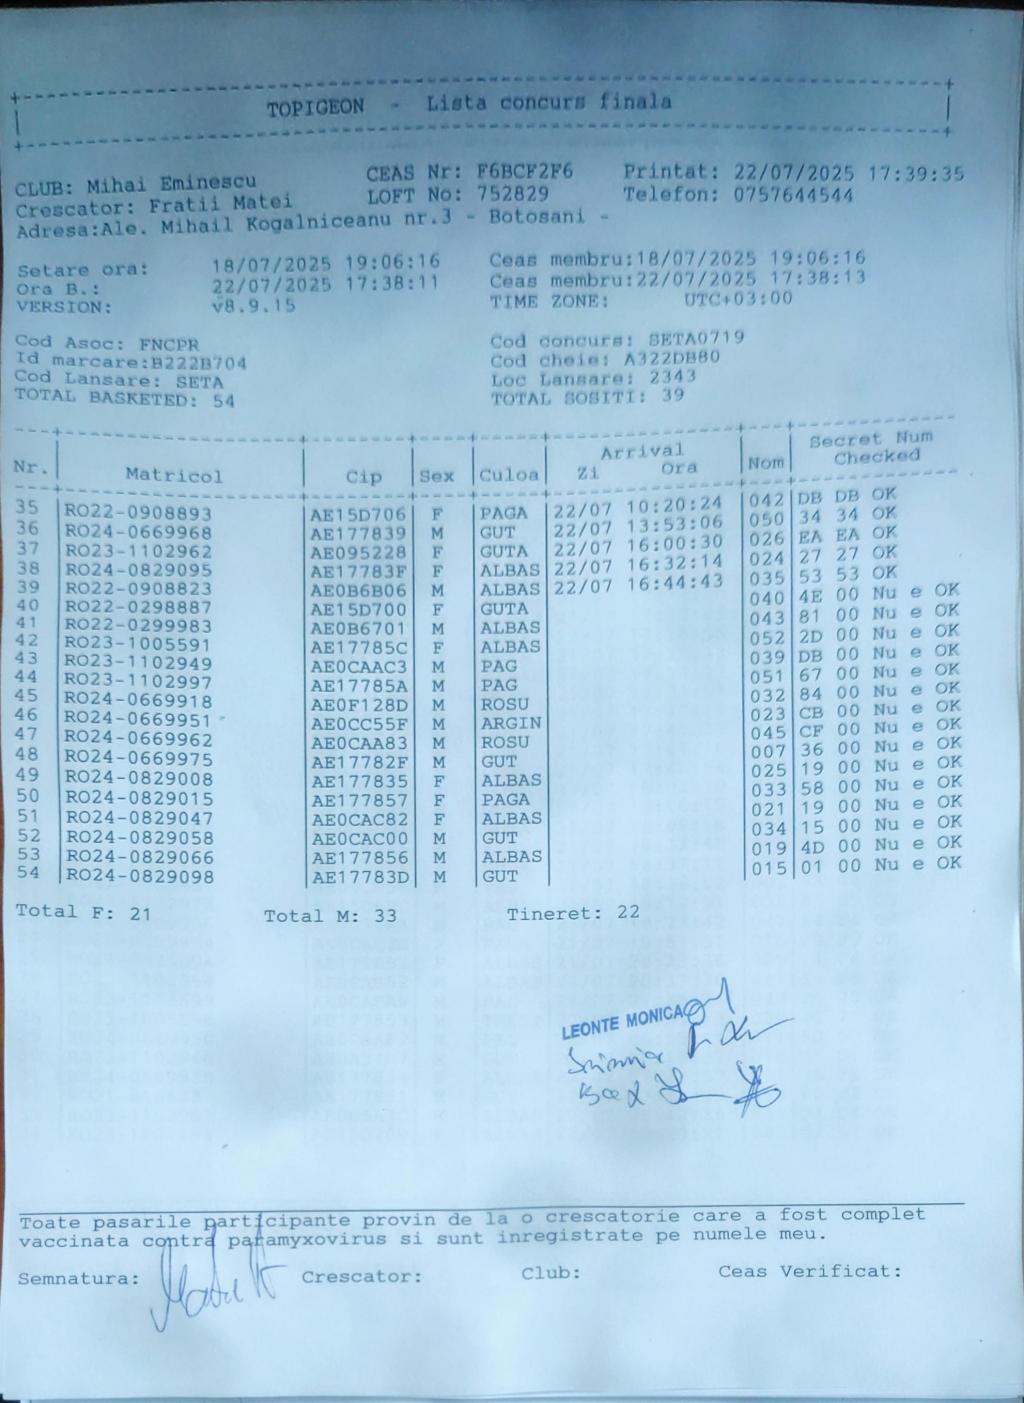 TOPIGEON - Lista concurs finala
CLUB: Mihai Eminescu CEAS Nr: F6BCF2F6 Printat: 22/07/2025 17:39:35
Crescator: Fratii Matei LOFT No: 752829 Telefon: 0757644544
Adresa:Ale. Mihail Kogalniceanu nr.3 - Botosani -
Setare ora: 18/07/2025 19:06:16 Ceas membru:18/07/2025 19:06:16
Ora B.: 22/07/2025 17:38:11 Ceas membru:22/07/2025 17:38:13
VERSION: v8.9.15 TIME ZONE: UTC+03:00
Cod Asoc: FNCPR Cod concurs: SETA0719
Id marcare:B222B704 Cod cheie: A322DB80
Cod Lansare: SETA Loc Lansare: 2343
TOTAL BASKETED: 54 TOTAL SOSITI: 39
Nr. Matricol Cip Sex Culoa Arrival Zi Ora Nom Secret Num Checked
35 RO22-0908893 AE15D706 F PAGA 22/07 10:20:24 042 DB DB OK
36 RO24-0669968 AE177839 M GUT 22/07 13:53:06 050 34 34 OK
37 RO23-1102962 AE095228 F GUTA 22/07 16:00:30 026 EA EA OK
38 RO24-0829095 AE17783F F ALBAS 22/07 16:32:14 024 27 27 OK
39 RO22-0908823 AE0B6B06 M ALBAS 22/07 16:44:43 035 53 53 OK
40 RO22-0298887 AE15D700 F GUTA 040 4E 00 Nu e OK
41 RO22-0299983 AE0B6701 M ALBAS 043 81 00 Nu e OK
42 RO23-1005591 AE17785C F ALBAS 052 2D 00 Nu e OK
43 RO23-1102949 AE0CAAC3 M PAG 039 DB 00 Nu e OK
44 RO23-1102997 AE17785A M PAG 051 67 00 Nu e OK
45 RO24-0669918 AE0F128D M ROSU 032 84 00 Nu e OK
46 RO24-0669951 AE0CC55F M ARGIN 023 CB 00 Nu e OK
47 RO24-0669962 AE0CAA83 M ROSU 045 CF 00 Nu e OK
48 RO24-0669975 AE17782F M GUT 007 36 00 Nu e OK
49 RO24-0829008 AE177835 F ALBAS 025 19 00 Nu e OK
50 RO24-0829015 AE177857 F PAGA 033 58 00 Nu e OK
51 RO24-0829047 AE0CAC82 F ALBAS 021 19 00 Nu e OK
52 RO24-0829058 AE0CAC00 M GUT 034 15 00 Nu e OK
53 RO24-0829066 AE177856 M ALBAS 019 4D 00 Nu e OK
54 RO24-0829098 AE17783D M GUT 015 01 00 Nu e OK
Total F: 21 Total M: 33 Tineret: 22
LEONTE MONICA
Toate pasarile participante provin de la o crescatorie care a fost complet
vaccinata contra paramyxovirus si sunt inregistrate pe numele meu.
Semnatura: Crescator: Club: Ceas Verificat: